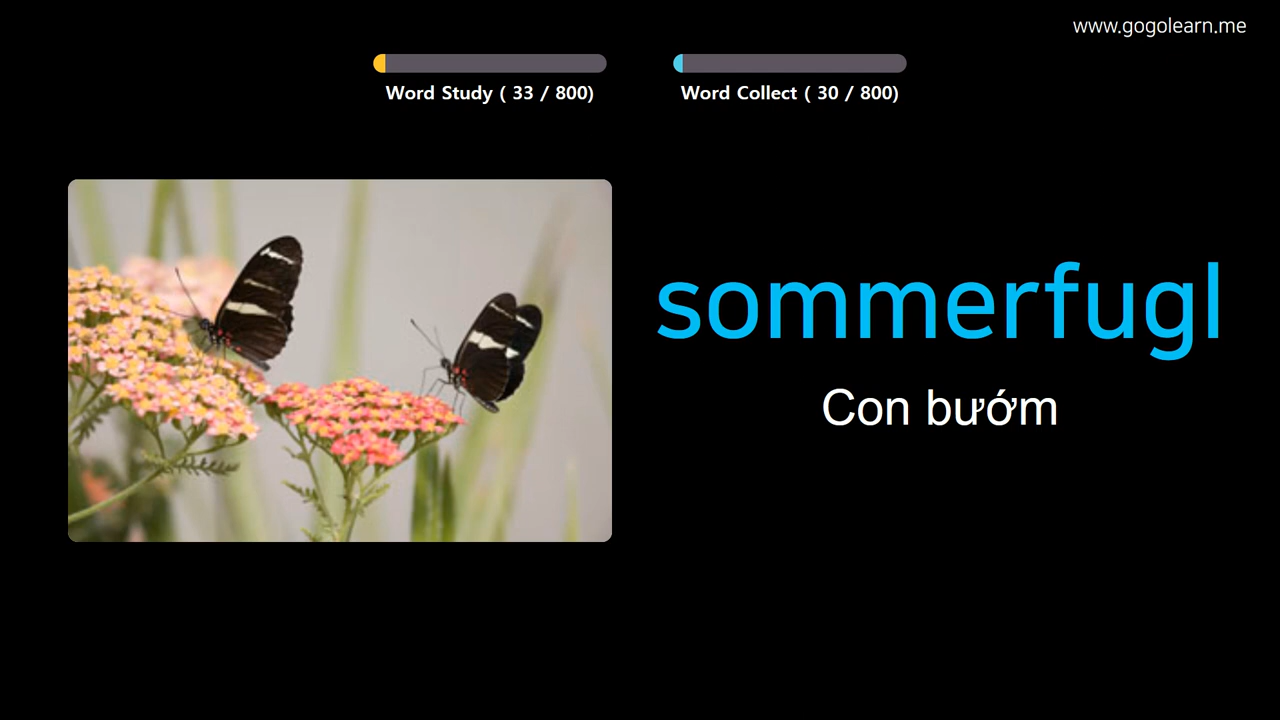 www.gogolearn.me
Word Study ( 33 / 800)
Word Collect ( 30 / 800)
sommerfugl
Con bướm